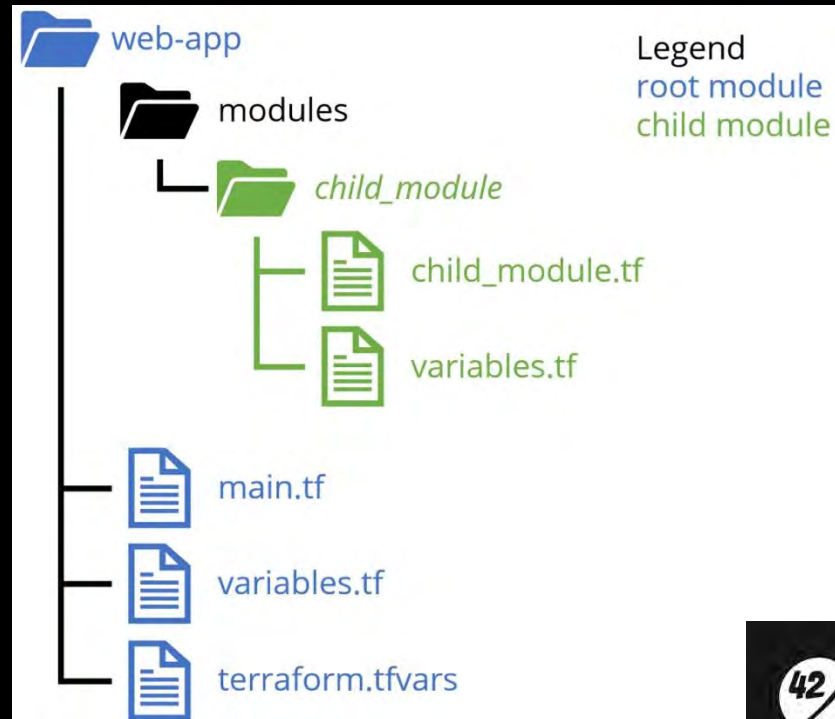 web-app
Legend
root module
child module
modules
child_module
child_module.tf
variables.tf
main.tf
variables.tf
terraform.tfvars
42